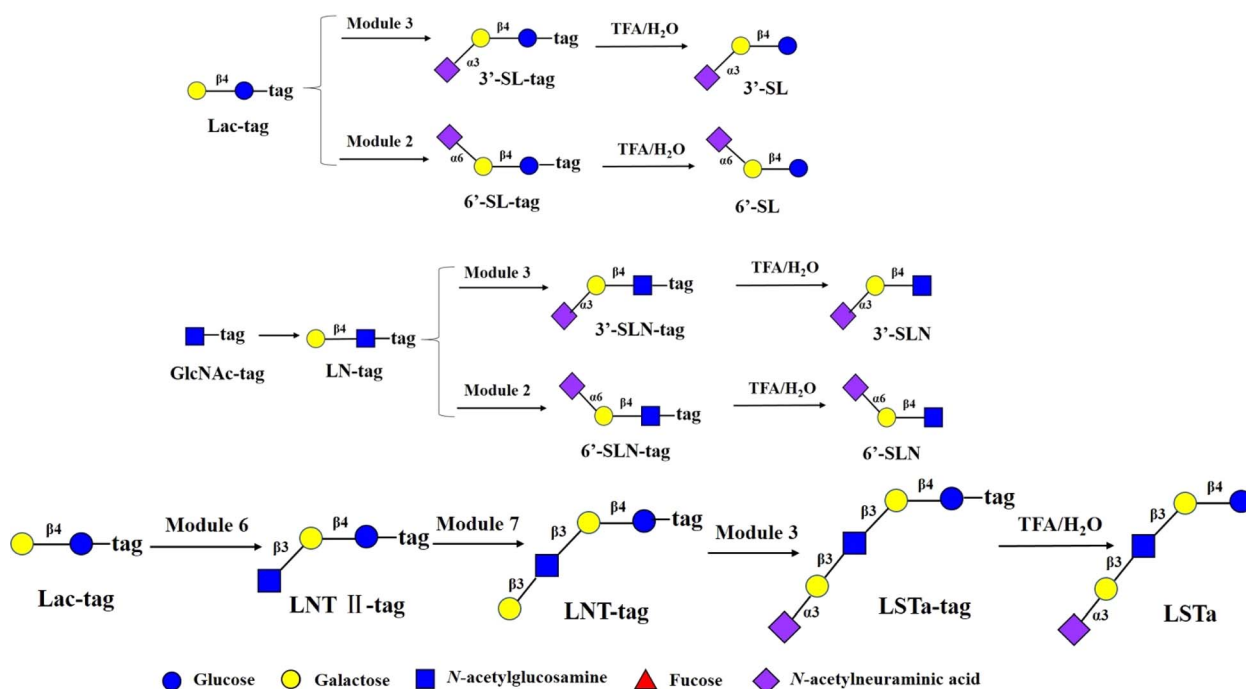 Module 3 β4 tag TFA/H₂O β4
α3 α3
3’-SL-tag 3’-SL
β4 tag
Lac-tag
Module 2 α6 β4 tag TFA/H₂O α6 β4
6’-SL-tag 6’-SL
Module 3 β4 tag TFA/H₂O β4
α3 α3
3’-SLN-tag 3’-SLN
tag β4 tag
GlcNAc-tag LN-tag
Module 2 α6 β4 tag TFA/H₂O α6 β4
6’-SLN-tag 6’-SLN
β4 tag Module 6 β3 β4 tag Module 7 β3 β4 tag Module 3 β3 β4 tag TFA/H₂O β3 β4
β3 β3 β3
α3 α3
Lac-tag LNT Ⅱ-tag LNT-tag LSTa-tag LSTa
Glucose Galactose N-acetylglucosamine Fucose N-acetylneuraminic acid